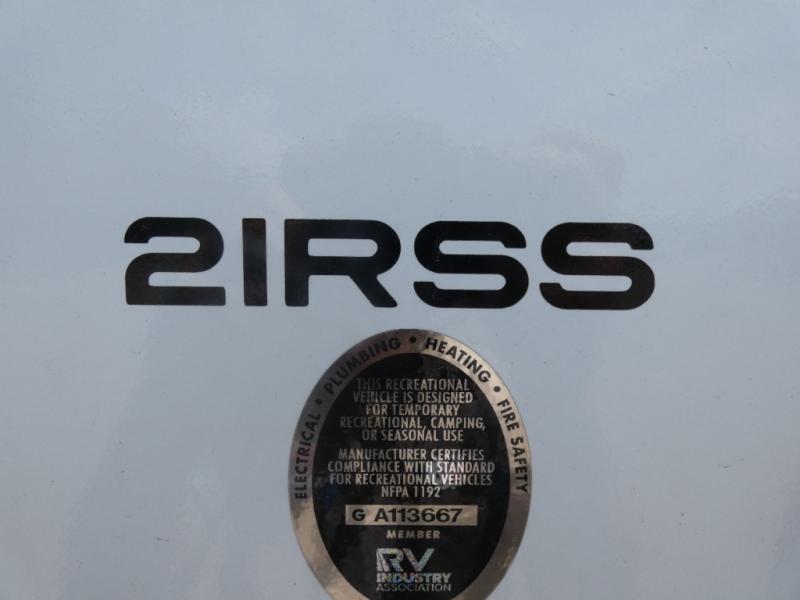 21RSS
ELECTRICAL • PLUMBING • HEATING • FIRE SAFETY
THIS RECREATIONAL
VEHICLE IS DESIGNED
FOR TEMPORARY
RECREATIONAL, CAMPING,
OR SEASONAL USE
MANUFACTURER CERTIFIES
COMPLIANCE WITH STANDARD
FOR RECREATIONAL VEHICLES
NFPA 1192
G A113667
MEMBER
RV
INDUSTRY
ASSOCIATION